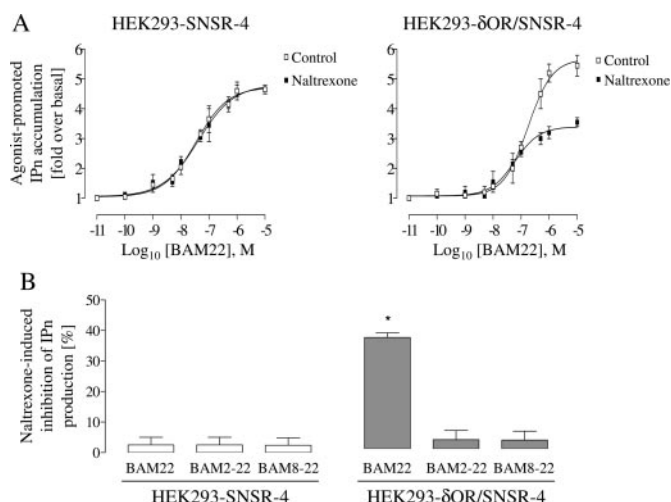 A
HEK293-SNSR-4
HEK293-δOR/SNSR-4
Agonist-promoted
IPn accumulation
[fold over basal]
6
5
4
3
2
1
Control
Naltrexone
-11 -10 -9 -8 -7 -6 -5
Log10 [BAM22], M
6
5
4
3
2
1
Control
Naltrexone
-11 -10 -9 -8 -7 -6 -5
Log10 [BAM22], M
B
Naltrexone-induced
inhibition of IPn
production [%]
50
40
30
20
10
0
*
BAM22 BAM2-22 BAM8-22
BAM22 BAM2-22 BAM8-22
HEK293-SNSR-4
HEK293-δOR/SNSR-4